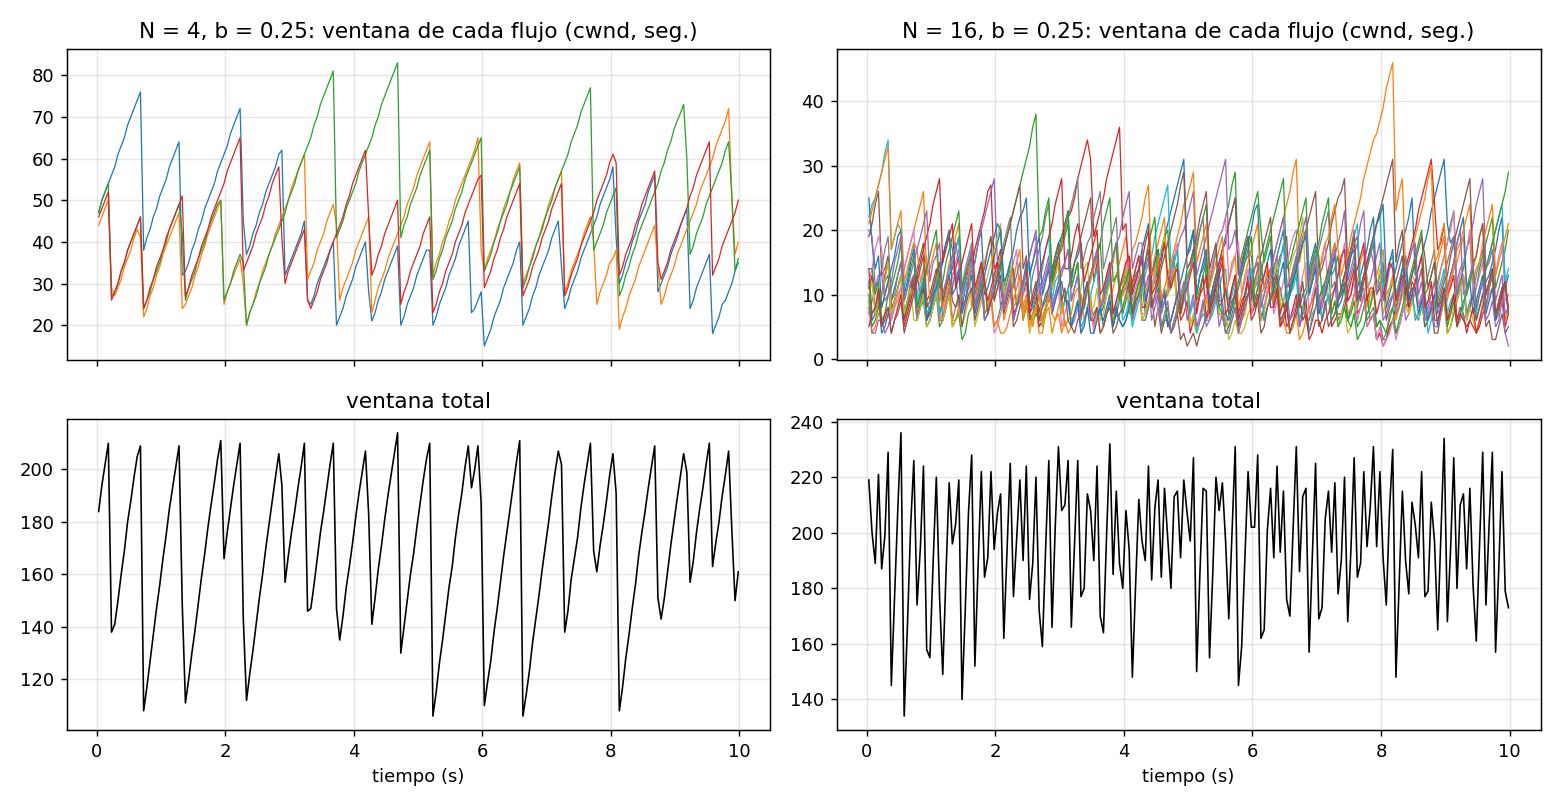 N = 4, b = 0.25: ventana de cada flujo (cwnd, seg.)
80
70
60
50
40
30
20
N = 16, b = 0.25: ventana de cada flujo (cwnd, seg.)
40
30
20
10
0
ventana total
200
180
160
140
120
0 2 4 6 8 10
tiempo (s)
ventana total
240
220
200
180
160
140
0 2 4 6 8 10
tiempo (s)